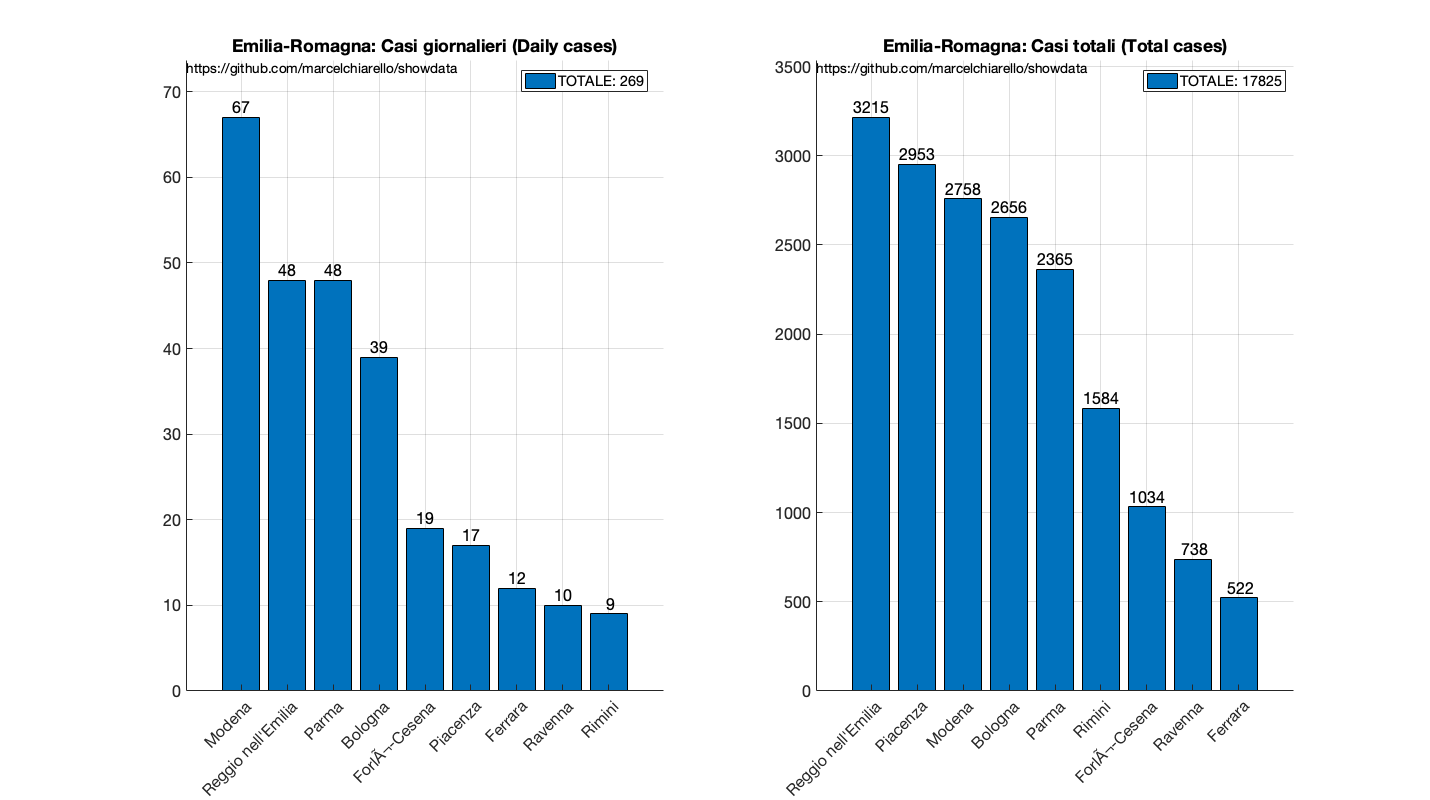 Emilia-Romagna: Casi giornalieri (Daily cases)
https://github.com/marcelchiarello/showdata
TOTALE: 269
70
60
50
40
30
20
10
0
67
48
48
39
19
17
12
10
9
Modena
Reggio nell'Emilia
Parma
Bologna
ForlÃ¬-Cesena
Piacenza
Ferrara
Ravenna
Rimini
Emilia-Romagna: Casi totali (Total cases)
https://github.com/marcelchiarello/showdata
TOTALE: 17825
3500
3000
2500
2000
1500
1000
500
0
3215
2953
2758
2656
2365
1584
1034
738
522
Reggio nell'Emilia
Piacenza
Modena
Bologna
Parma
Rimini
ForlÃ¬-Cesena
Ravenna
Ferrara